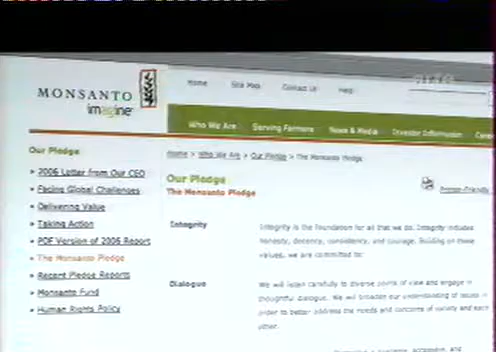 MONSANTO
imagine
Home Site Map Contact Us Help
Who We Are Serving Farmers News & Media Investor Information
Home > Who We Are > Our Pledge > The Monsanto Pledge
Our Pledge
» 2006 Letter from Our CEO
» Facing Global Challenges
» Delivering Value
» Taking Action
» PDF Version of 2006 Report
» The Monsanto Pledge
» Recent Pledge Reports
» Monsanto Fund
» Human Rights Policy
Our Pledge
The Monsanto Pledge
Printer-Friendly
Integrity
Integrity is the foundation for all that we do. Integrity includes
honesty, decency, consistency, and courage. Building on those
values, we are committed to:
Dialogue
We will listen carefully to diverse points of view and engage in
thoughtful dialogue. We will broaden our understanding of issues in
order to better address the needs and concerns of society and each
other.